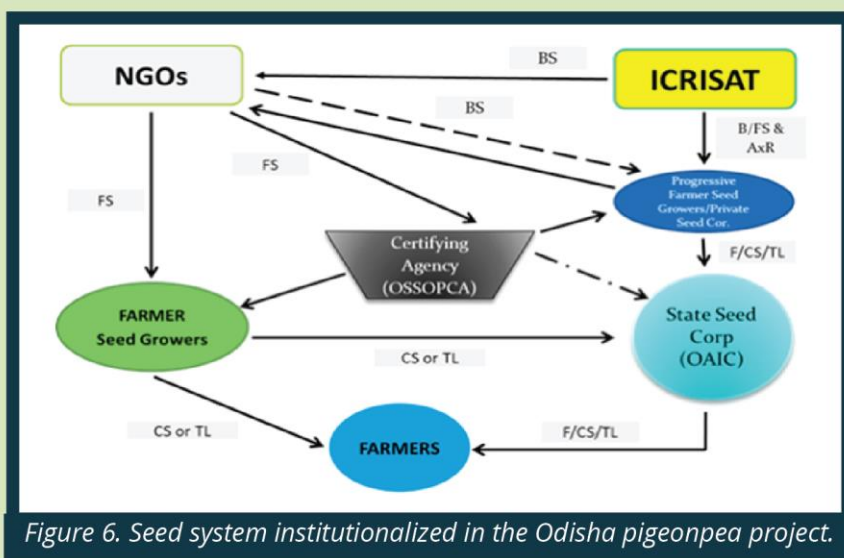 BS
NGOs
ICRISAT
BS
B/FS &
AxR
FS
Progressive
Farmer Seed
Growers/Private
Seed Cor.
FS
Certifying
Agency
(OSSOPCA)
F/CS/TL
FARMER
Seed Growers
State Seed
Corp
(OAIC)
CS or TL
CS or TL
F/CS/TL
FARMERS
Figure 6. Seed system institutionalized in the Odisha pigeonpea project.